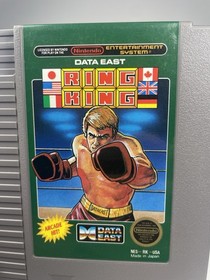 LICENSED BY NINTENDO
FOR PLAY ON THE
Nintendo
ENTERTAINMENT
SYSTEM
DATA EAST
RING
KING
ARCADE
HIT
DATA
EAST
NES - RK - USA
Made in Japan